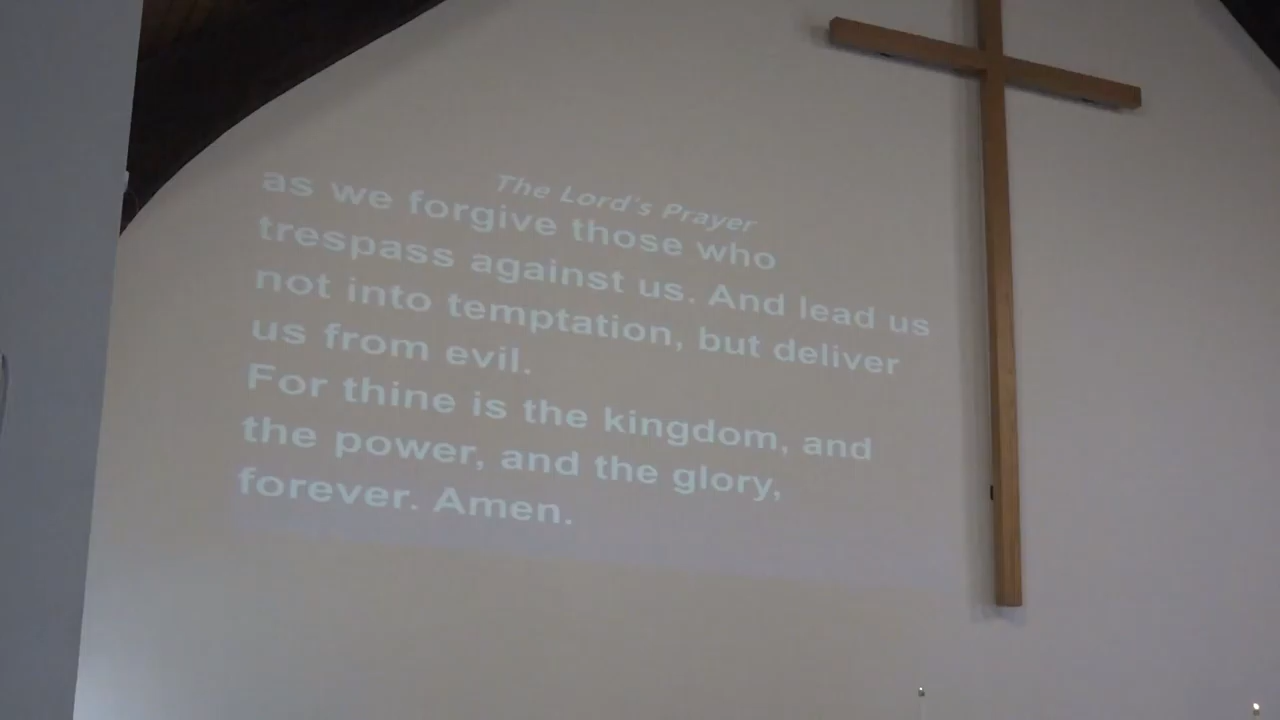 The Lord's Prayer
as we forgive those who
trespass against us. And lead us
not into temptation, but deliver
us from evil.
For thine is the kingdom, and
the power, and the glory,
forever. Amen.